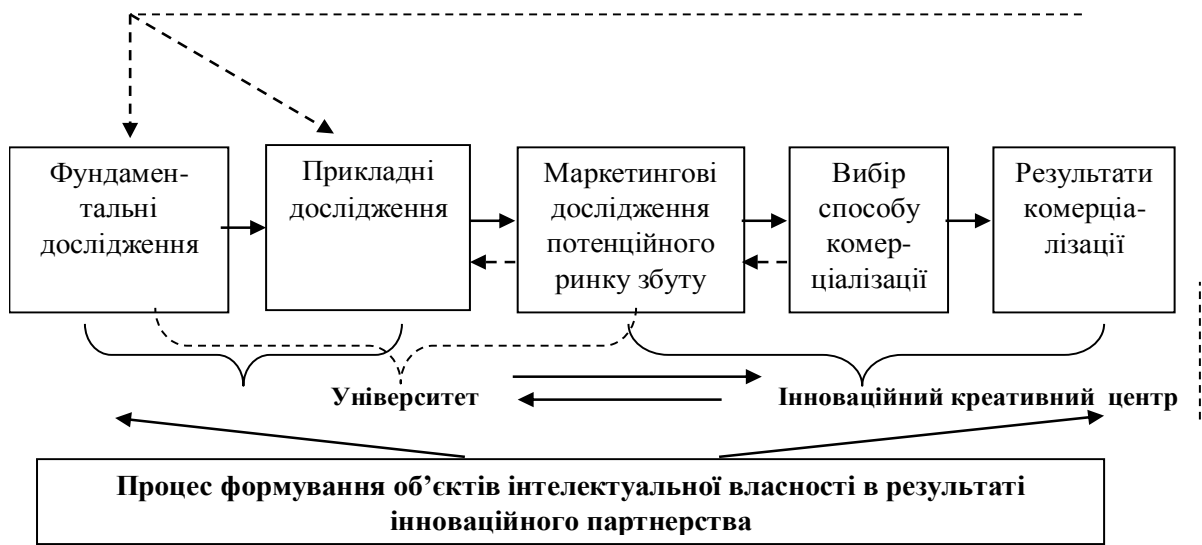 Фундамен-
тальні
дослідження
Прикладні
дослідження
Маркетингові
дослідження
потенційного
ринку збуту
Вибір
способу
комер-
ціалізації
Результати
комерціа-
лізації
Університет
Інноваційний креативний центр
Процес формування об’єктів інтелектуальної власності в результаті
інноваційного партнерства